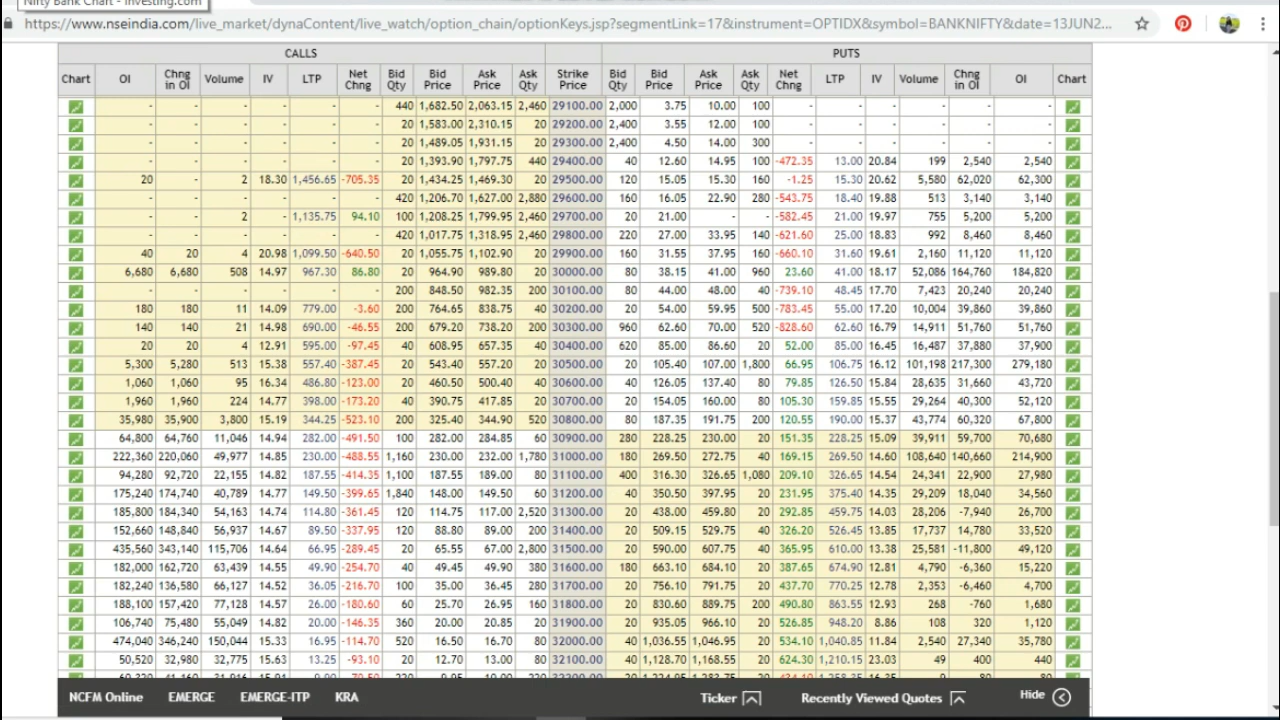 Nifty Bank Chart - Investing.com
https://www.nseindia.com/live_market/dynaContent/live_watch/option_chain/optionKeys.jsp?segmentLink=17&instrument=OPTIDX&symbol=BANKNIFTY&date=13JUN2...
CALLS PUTS
Chart OI Chng in OI Volume IV LTP Net Chng Bid Qty Bid Price Ask Price Ask Qty Strike Price Bid Qty Bid Price Ask Price Ask Qty Net Chng LTP IV Volume Chng in OI OI Chart
- - - - - - 440 1,682.50 2,063.15 2,460 29100.00 2,000 3.75 10.00 100 - - - - - -
- - - - - - 20 1,583.00 2,310.15 20 29200.00 2,400 3.55 12.00 100 - - - - - -
- - - - - - 20 1,489.05 1,931.15 20 29300.00 2,400 4.50 14.00 300 - - - - - -
- - - - - - 20 1,393.90 1,797.75 440 29400.00 40 12.60 14.95 100 -472.35 13.00 20.84 199 2,540 2,540
20 - 2 18.30 1,456.65 -705.35 20 1,434.25 1,469.30 20 29500.00 120 15.05 15.30 160 -1.25 15.30 20.62 5,580 62,020 62,300
- - - - - - 420 1,206.70 1,627.00 2,880 29600.00 160 16.05 22.90 280 -543.75 18.40 19.88 513 3,140 3,140
- - 2 - 1,135.75 94.10 100 1,208.25 1,799.95 2,460 29700.00 20 21.00 - - -582.45 21.00 19.97 755 5,200 5,200
- - - - - - 420 1,017.75 1,318.95 2,460 29800.00 220 27.00 33.95 140 -621.60 25.00 18.83 992 8,460 8,460
40 20 4 20.98 1,099.50 -640.50 20 1,055.75 1,102.90 20 29900.00 160 31.55 37.95 160 -660.10 31.60 19.61 2,160 11,120 11,120
6,680 6,680 508 14.97 967.30 86.80 20 964.90 989.80 20 30000.00 80 38.15 41.00 960 23.60 41.00 18.17 52,086 164,760 184,820
- - - - - - 200 848.50 982.35 200 30100.00 80 44.00 48.00 40 -739.10 48.45 17.70 7,423 20,240 20,240
180 180 11 14.09 779.00 -3.60 200 764.65 838.75 40 30200.00 20 54.00 59.95 500 -783.45 55.00 17.20 10,004 39,860 39,860
140 140 21 14.98 690.00 -46.55 200 679.20 738.20 200 30300.00 960 62.60 70.00 520 -828.60 62.60 16.79 14,911 51,760 51,760
20 20 4 12.91 595.00 -97.45 40 608.95 657.35 40 30400.00 620 85.00 86.60 20 52.00 85.00 16.45 16,487 37,880 37,900
5,300 5,280 513 15.38 557.40 -387.45 20 543.40 557.20 20 30500.00 20 105.40 107.00 1,800 66.95 106.75 16.12 101,198 217,300 279,180
1,060 1,060 95 16.34 486.80 -123.00 20 460.50 500.40 40 30600.00 40 126.05 137.40 80 79.85 126.50 15.84 28,635 31,660 43,720
1,960 1,960 224 14.77 398.00 -173.20 40 390.75 417.85 20 30700.00 20 154.05 160.00 80 105.30 159.85 15.55 29,264 40,300 52,120
35,980 35,900 3,800 15.19 344.25 -523.10 200 325.40 344.90 520 30800.00 80 187.35 191.75 200 120.55 190.00 15.37 43,774 60,320 67,800
64,800 64,760 11,046 14.94 282.00 -491.50 100 282.00 284.85 60 30900.00 280 228.25 230.00 20 151.35 228.25 15.09 39,911 59,700 70,680
222,360 220,060 49,977 14.85 230.00 -488.55 1,160 230.00 232.00 1,780 31000.00 180 269.50 272.75 40 169.15 269.50 14.60 108,640 140,660 214,900
94,280 92,720 22,155 14.82 187.55 -414.35 1,100 187.55 189.00 80 31100.00 400 316.30 326.65 1,080 209.10 326.65 14.54 24,341 22,900 27,980
175,240 174,740 40,789 14.77 149.50 -399.65 1,840 148.00 149.50 60 31200.00 40 350.50 397.95 20 231.95 375.40 14.35 29,209 18,040 34,560
185,800 184,340 54,163 14.74 114.80 -361.45 120 114.75 117.00 2,520 31300.00 20 438.00 459.80 20 292.85 459.75 14.03 28,206 -7,940 26,700
152,660 148,840 56,937 14.67 89.50 -337.95 120 88.80 89.00 200 31400.00 20 509.15 529.75 40 326.20 526.45 13.85 17,737 14,780 33,520
435,560 343,140 115,706 14.64 66.95 -289.45 20 65.55 67.00 2,800 31500.00 20 590.00 607.75 40 365.95 610.00 13.38 25,581 -11,800 49,120
182,000 162,720 63,439 14.55 49.90 -254.70 40 49.45 49.90 380 31600.00 180 663.10 684.10 20 387.65 674.90 12.81 4,790 -6,360 15,220
182,240 136,580 66,127 14.52 36.05 -216.70 100 35.00 36.45 280 31700.00 20 756.10 791.75 20 437.70 770.25 12.78 2,353 -6,460 4,700
188,100 157,420 77,128 14.57 26.00 -180.60 60 25.70 26.95 160 31800.00 20 830.60 889.75 200 490.80 863.55 12.93 268 -760 1,680
106,740 75,480 55,049 14.82 20.00 -146.35 360 20.00 20.85 20 31900.00 20 935.05 966.10 20 526.85 948.20 8.86 108 320 1,120
474,040 346,240 150,044 15.33 16.95 -114.70 520 16.50 16.70 80 32000.00 40 1,036.55 1,046.95 20 534.10 1,040.85 11.84 2,540 27,340 35,780
50,520 32,980 32,775 15.63 13.25 -93.10 20 12.70 13.00 80 32100.00 40 1,128.70 1,168.55 20 624.30 1,210.15 23.03 49 400 440
NCFM Online EMERGE EMERGE-ITP KRA Ticker Recently Viewed Quotes Hide